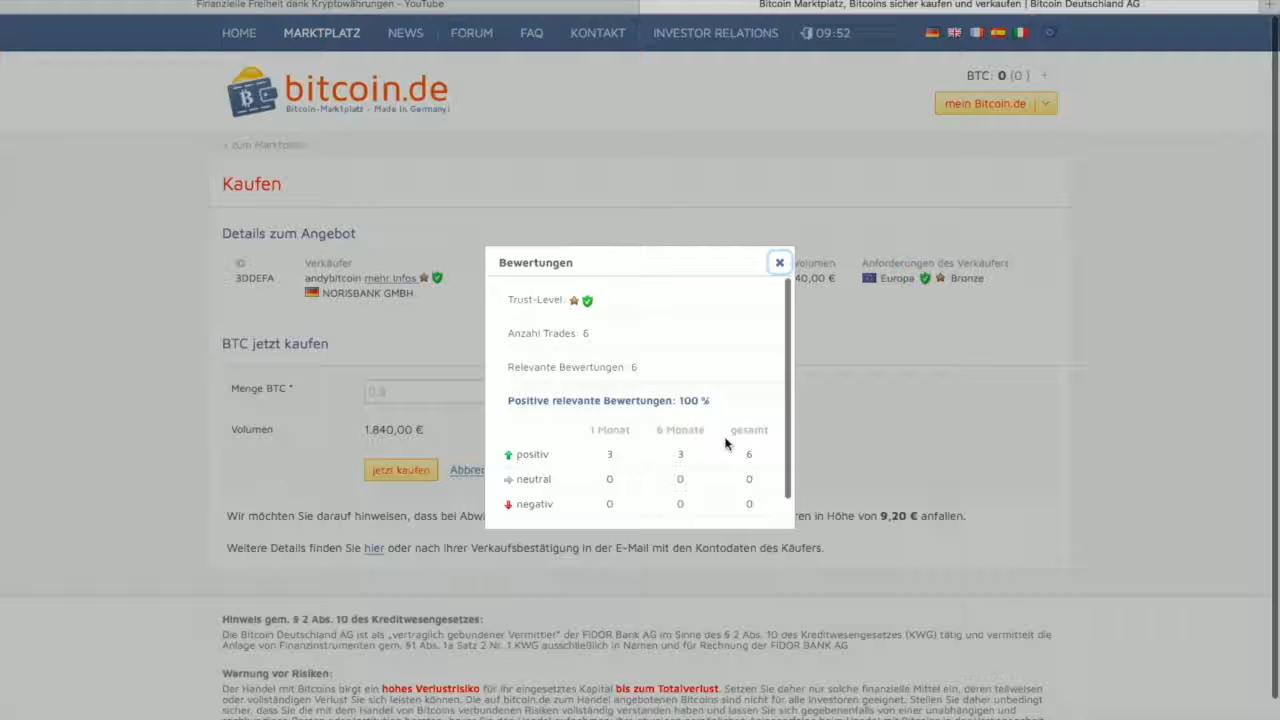 Finanzielle Freiheit dank Kryptowährungen – YouTube
Bitcoin Marktplatz, Bitcoins sicher kaufen und verkaufen | Bitcoin Deutschland AG
HOME MARKTPLATZ NEWS FORUM FAQ KONTAKT INVESTOR RELATIONS 09:52
bitcoin.de
Bitcoin-Marktplatz - Made in Germany!
BTC: 0 (0 ) +
mein Bitcoin.de
‹ zum Marktplatz
Kaufen
Details zum Angebot
ID Verkäufer Volumen Anforderungen des Verkäufers
3DDEFA andybitcoin mehr Infos 40,00 € Europa Bronze
NORISBANK GMBH
BTC jetzt kaufen
Menge BTC *
Volumen 1.840,00 €
jetzt kaufen Abbre
Bewertungen
Trust-Level:
Anzahl Trades: 6
Relevante Bewertungen: 6
Positive relevante Bewertungen: 100 %
1 Monat 6 Monate gesamt
positiv 3 3 6
neutral 0 0 0
negativ 0 0 0
Wir möchten Sie darauf hinweisen, dass bei Abw ren in Höhe von 9,20 € anfallen.
Weitere Details finden Sie hier oder nach Ihrer Verkaufsbestätigung in der E-Mail mit den Kontodaten des Käufers.
Hinweis gem. § 2 Abs. 10 des Kreditwesengesetzes:
Die Bitcoin Deutschland AG ist als „vertraglich gebundener Vermittler" der FIDOR Bank AG im Sinne des § 2 Abs. 10 des Kreditwesengesetzes (KWG) tätig und vermittelt die
Anlage von Finanzinstrumenten gem. §1 Abs. 1a Satz 2 Nr. 1 KWG ausschließlich in Namen und für Rechnung der FIDOR BANK AG
Warnung vor Risiken:
Der Handel mit Bitcoins birgt ein hohes Verlustrisiko für Ihr eingesetztes Kapital bis zum Totalverlust. Setzen Sie daher nur solche finanzielle Mittel ein, deren teilweisen
oder vollständigen Verlust Sie sich leisten können. Die auf bitcoin.de zum Handel angebotenen Bitcoins sind nicht für alle Investoren geeignet. Stellen Sie daher unbedingt
sicher, dass Sie die mit dem Handel von Bitcoins verbundenen Risiken vollständig verstanden haben und lassen Sie sich gegebenenfalls von einer unabhängigen und